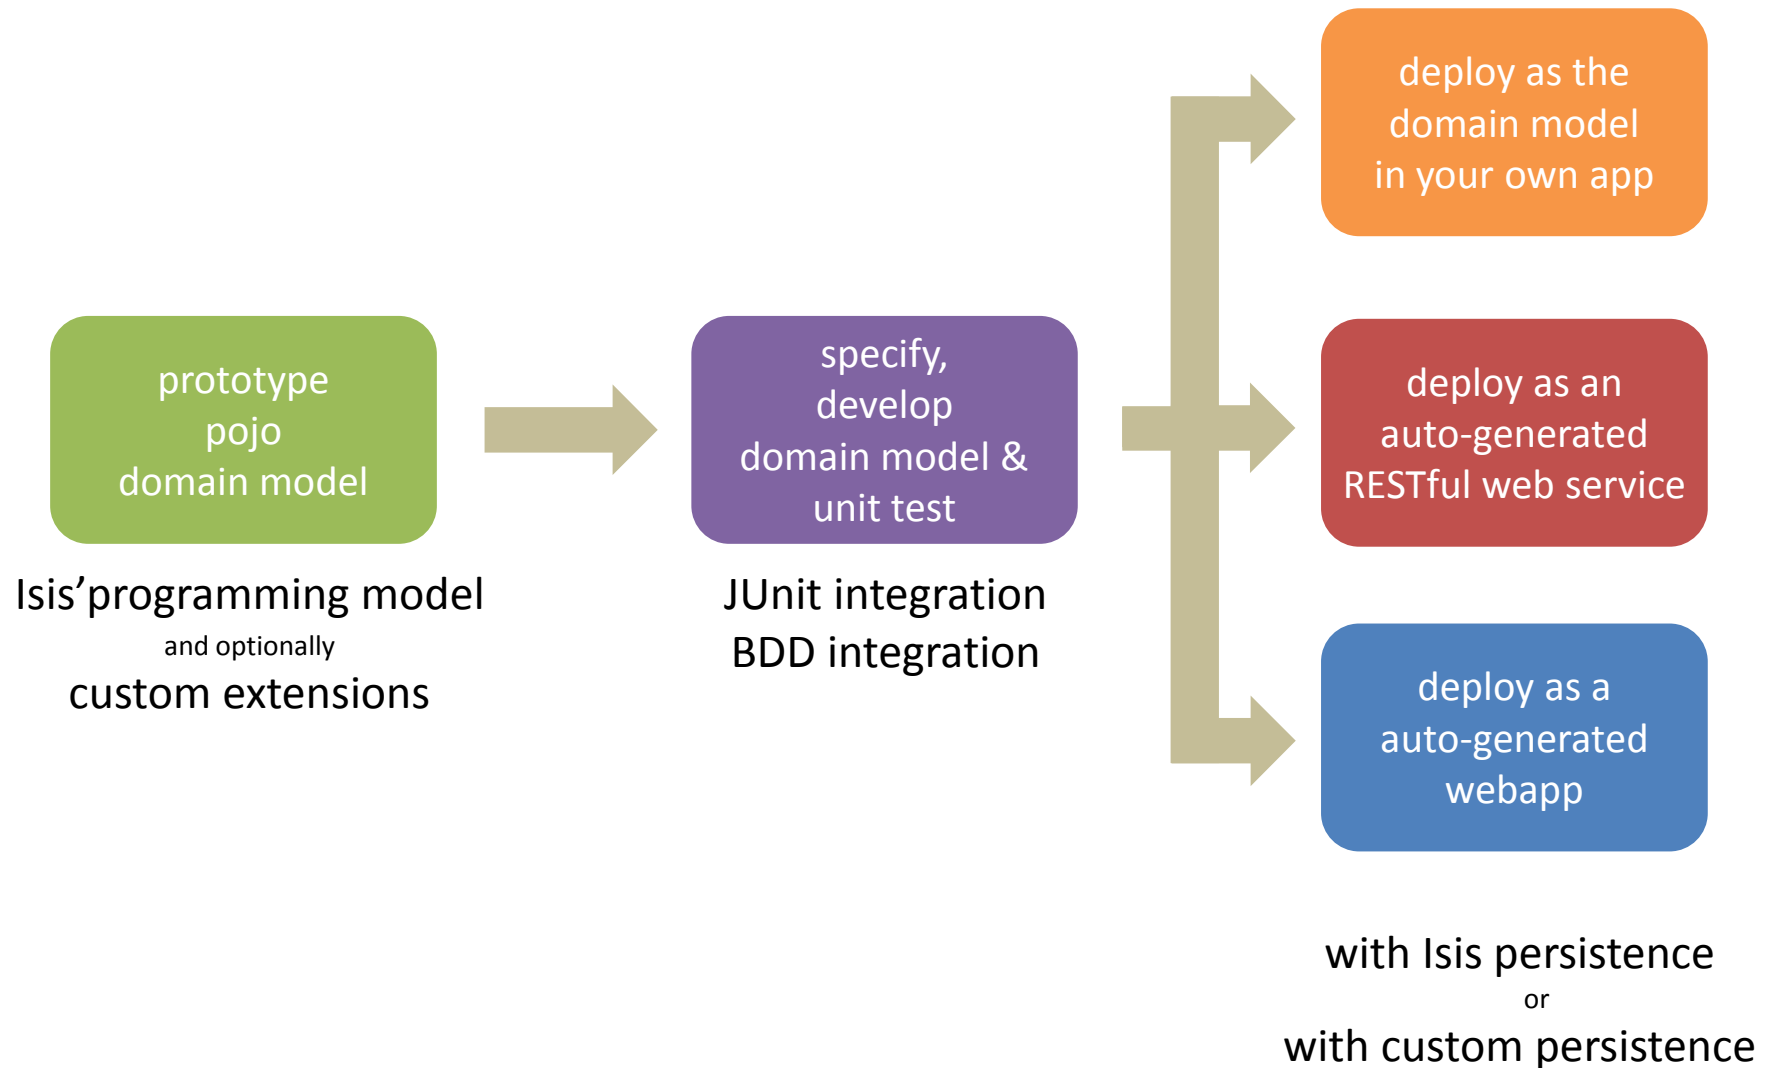 prototype
pojo
domain model
Isis’programming model
and optionally
custom extensions
specify,
develop
domain model &
unit test
JUnit integration
BDD integration
deploy as the
domain model
in your own app
deploy as an
auto-generated
RESTful web service
deploy as a
auto-generated
webapp
with Isis persistence
or
with custom persistence